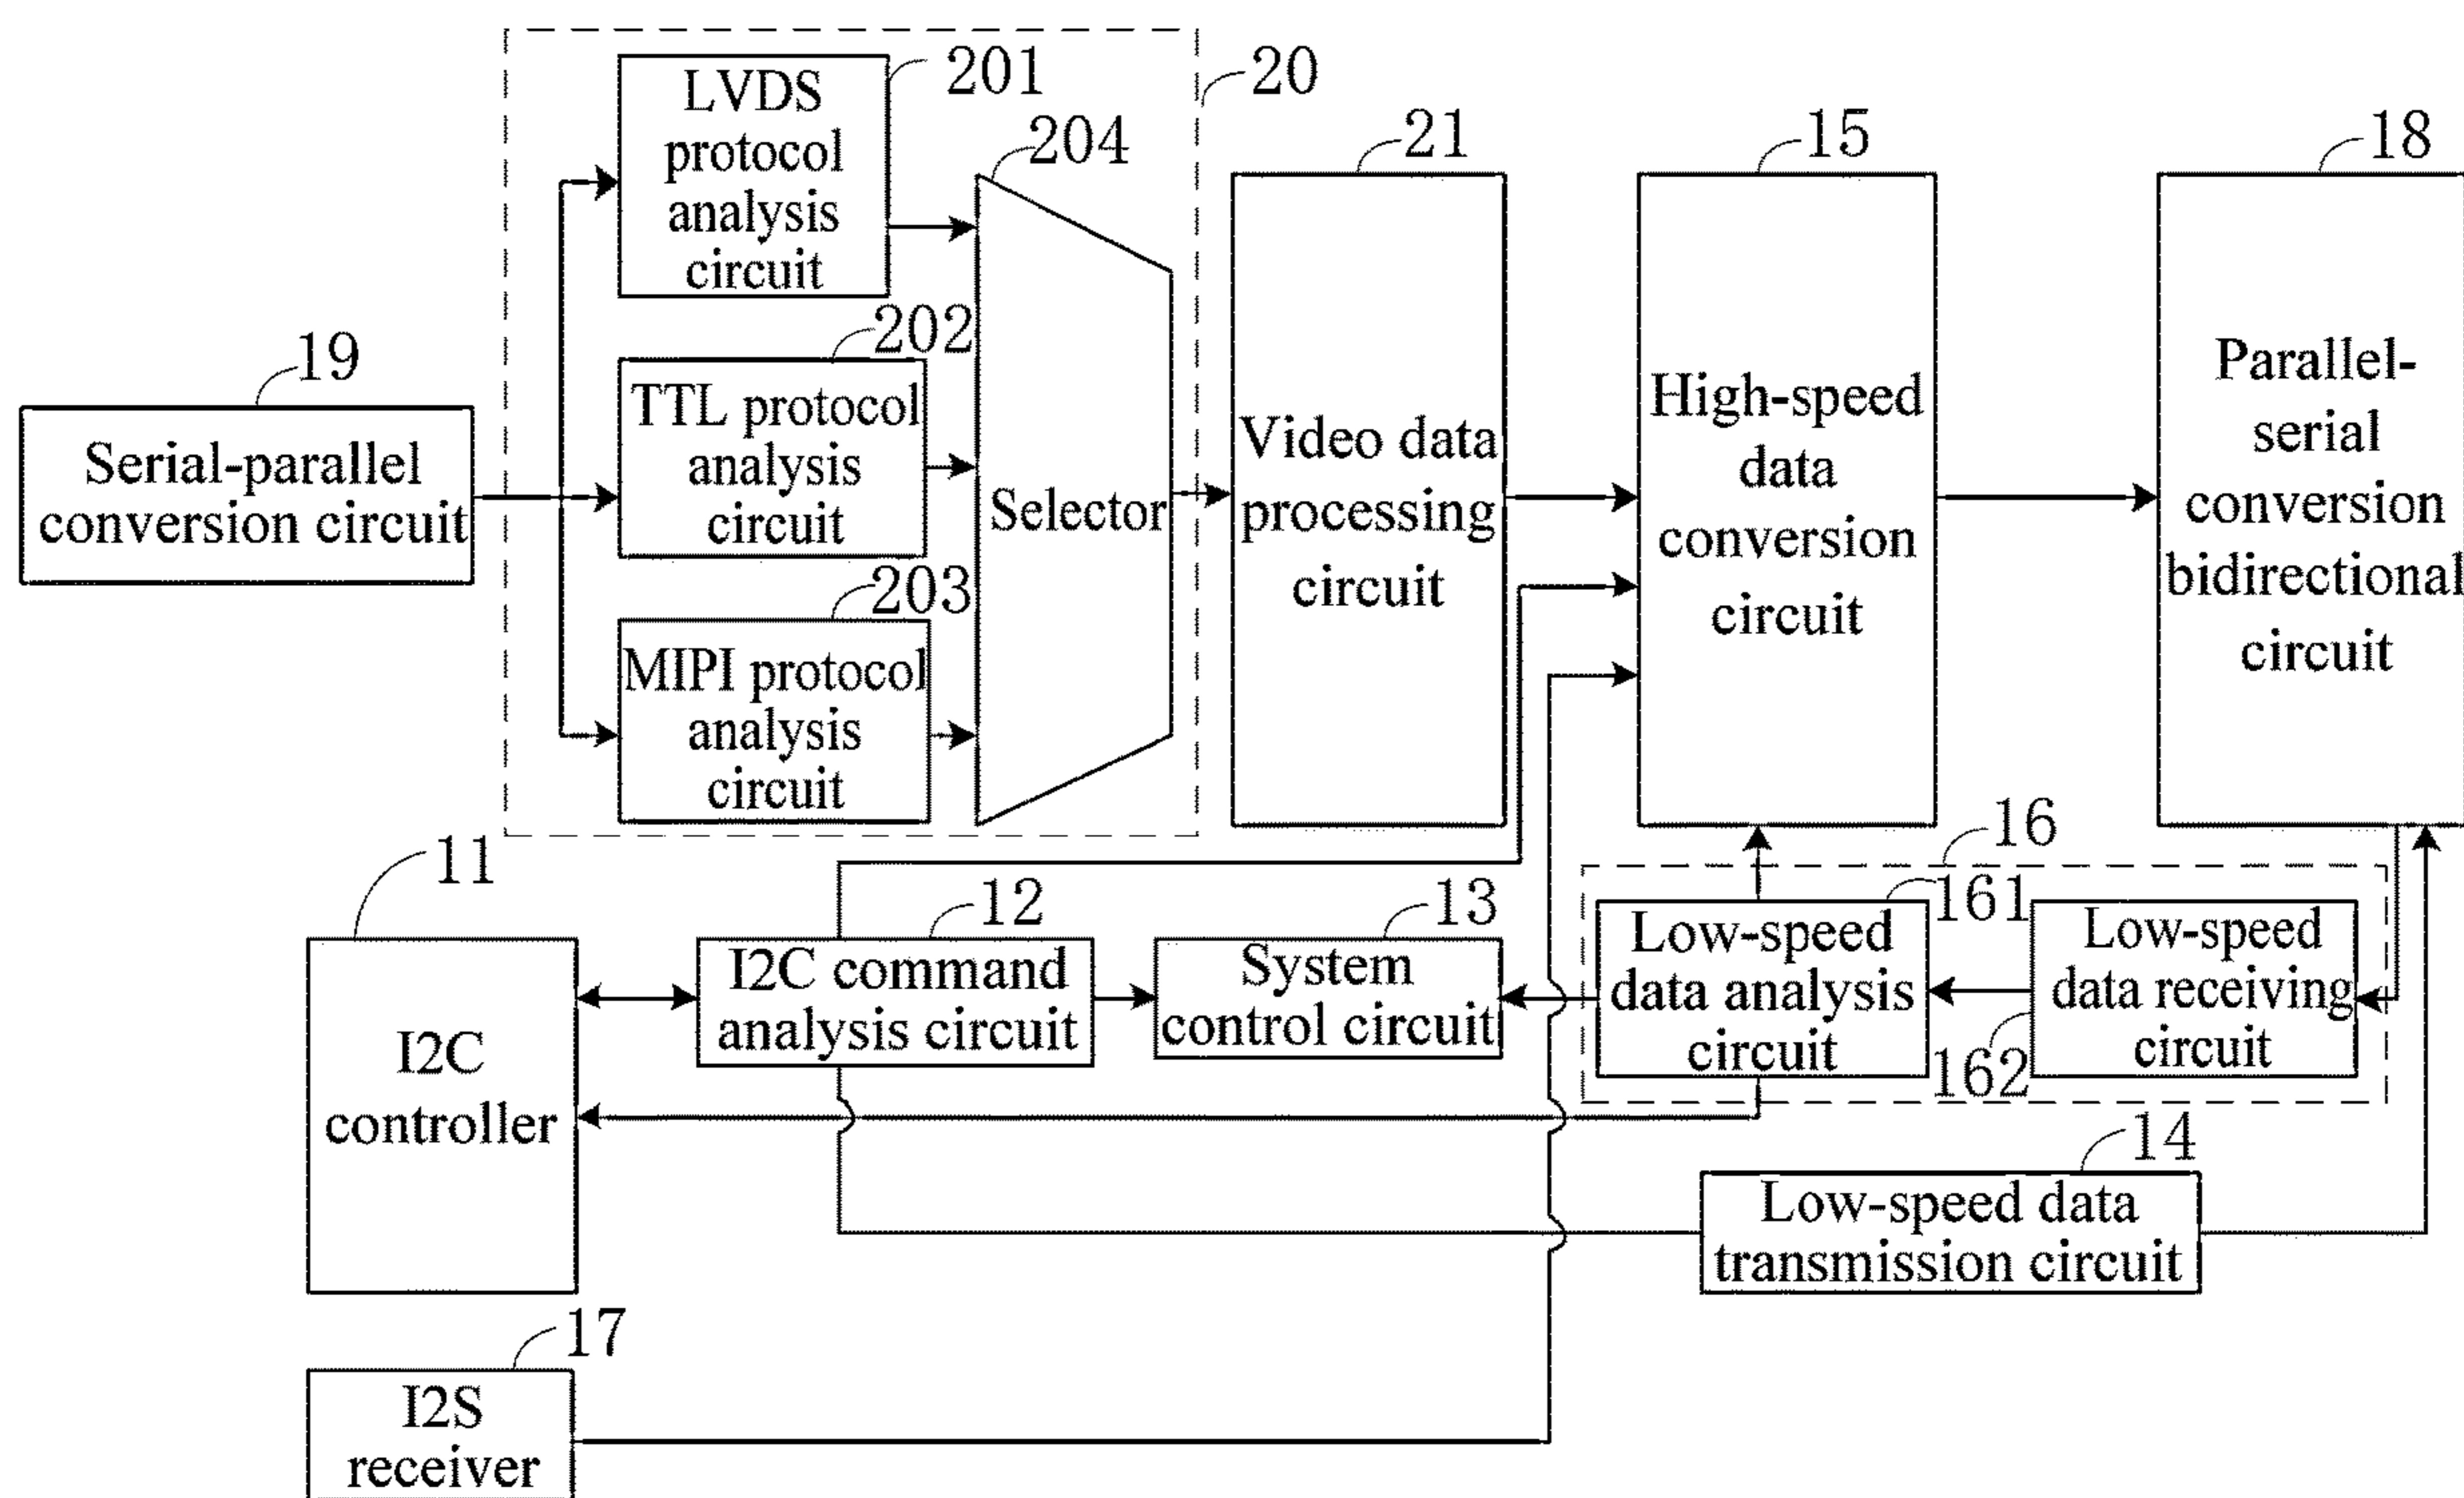 201
20
LVDS
protocol
analysis
circuit
204
21
15
18
202
19
TTL protocol
analysis
circuit
Serial-parallel
conversion circuit
203
MIPI protocol
analysis
circuit
Selector
Video data
processing
circuit
High-speed
data
conversion
circuit
Parallel-
serial
conversion
bidirectional
circuit
16
11
12
13
161
I2C
controller
I2C command
analysis circuit
System
control circuit
Low-speed
data analysis
circuit
Low-speed
data receiving
circuit
162
14
Low-speed data
transmission circuit
17
I2S
receiver